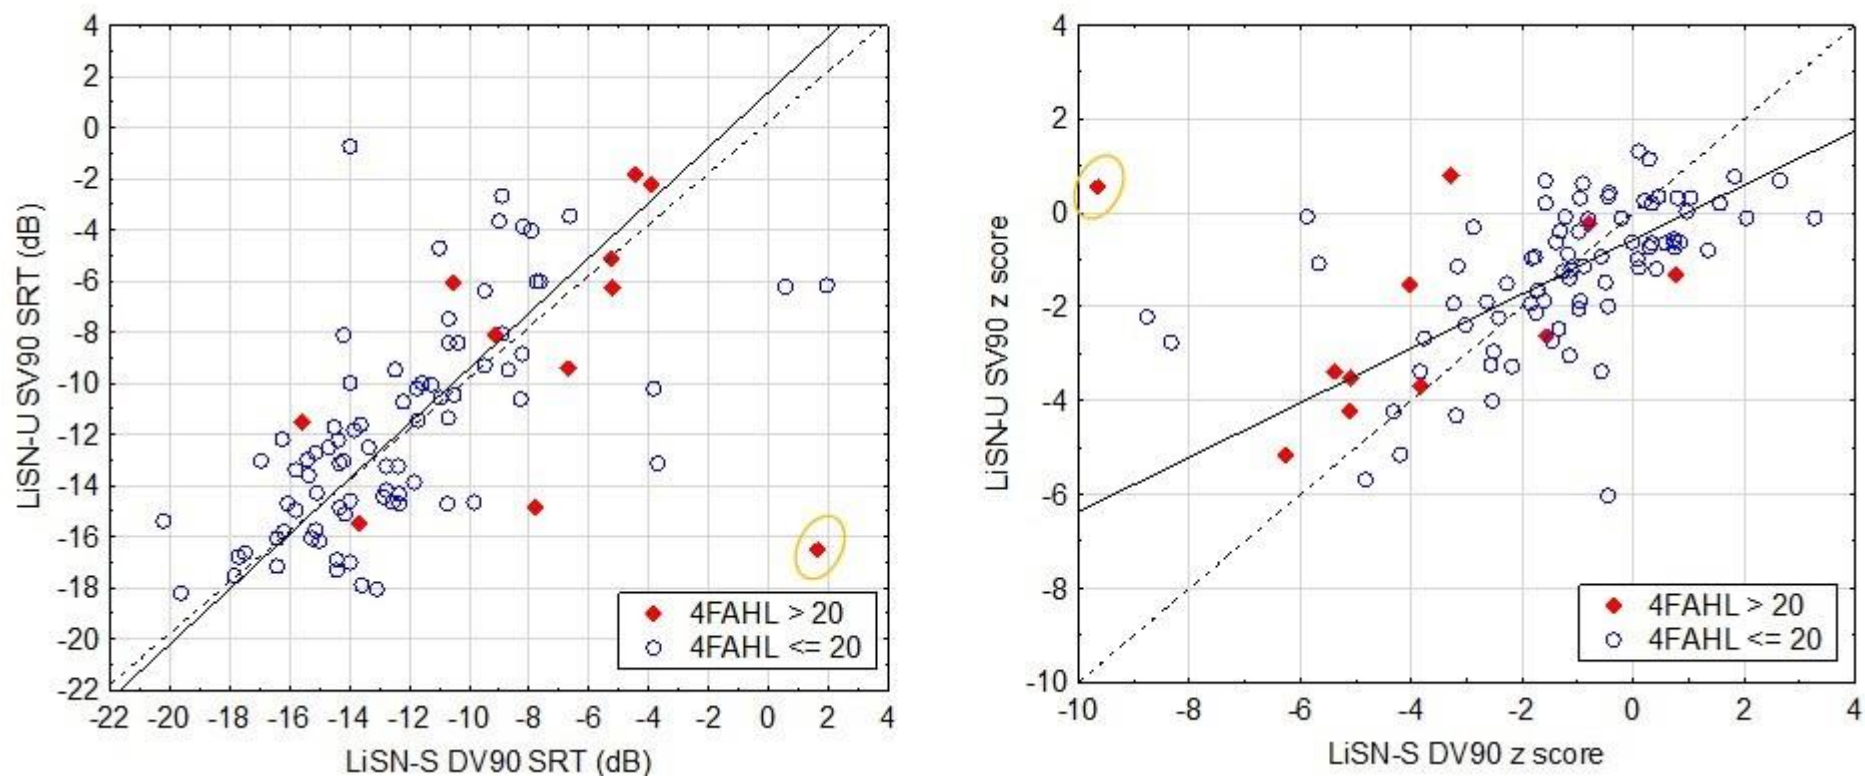 4
2
0
-2
-4
-6
-8
-10
-12
-14
-16
-18
-20
-22
LiSN-U SV90 SRT (dB)
4FAHL > 20
4FAHL <= 20
-22 -20 -18 -16 -14 -12 -10 -8 -6 -4 -2 0 2 4
LiSN-S DV90 SRT (dB)
4
2
0
-2
-4
-6
-8
-10
LiSN-U SV90 z score
4FAHL > 20
4FAHL <= 20
-10 -8 -6 -4 -2 0 2 4
LiSN-S DV90 z score